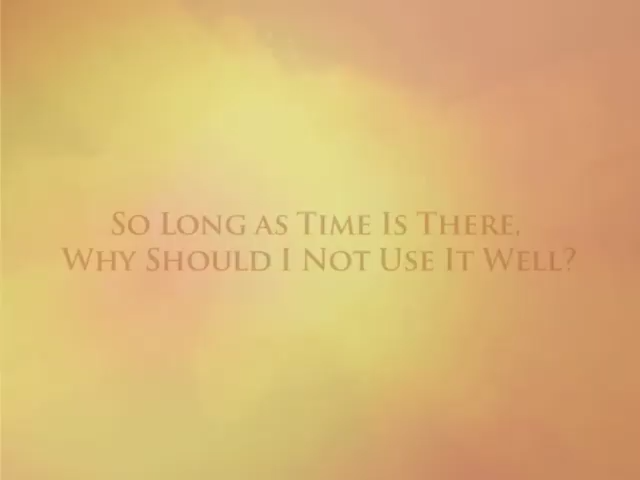 So Long as Time Is There,
Why Should I Not Use It Well?